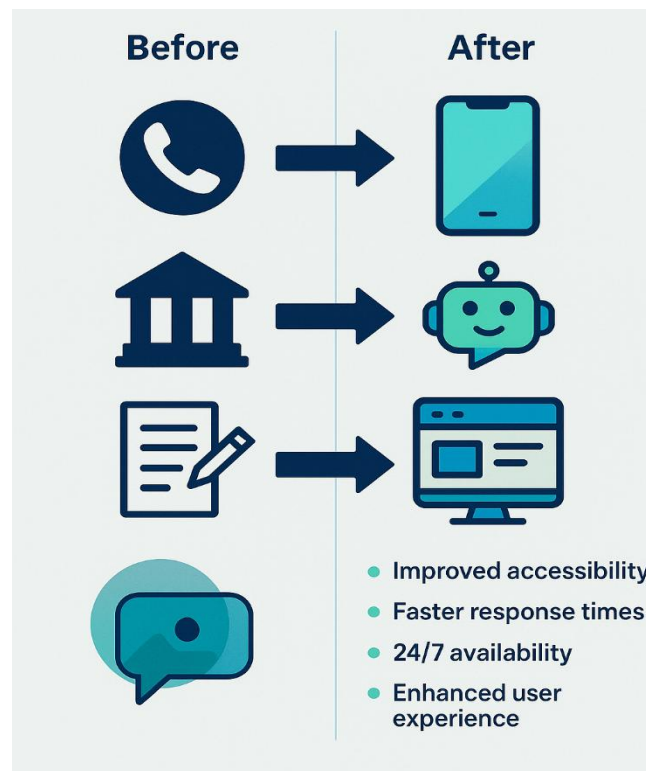 Before
After
Improved accessibility
Faster response times
24/7 availability
Enhanced user
experience